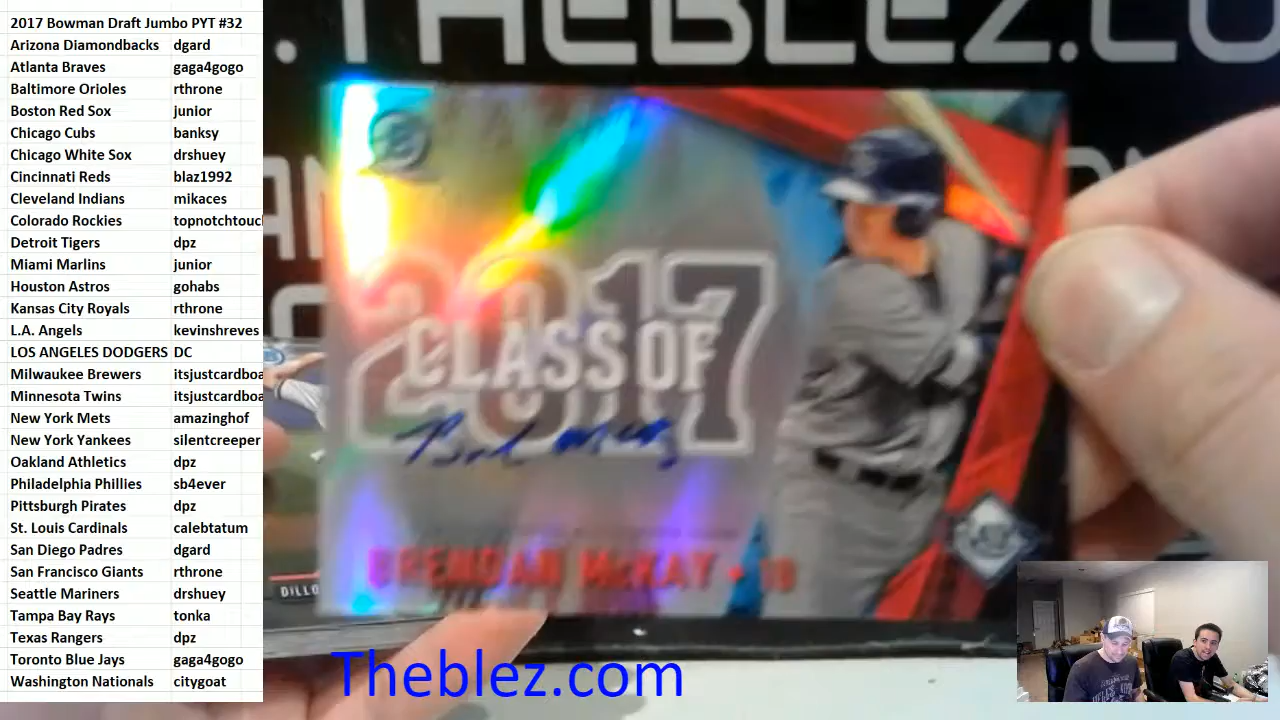 2017 Bowman Draft Jumbo PYT #32
Arizona Diamondbacks dgard
Atlanta Braves gaga4gogo
Baltimore Orioles rthrone
Boston Red Sox junior
Chicago Cubs banksy
Chicago White Sox drshuey
Cincinnati Reds blaz1992
Cleveland Indians mikaces
Colorado Rockies topnotchtouc
Detroit Tigers dpz
Miami Marlins junior
Houston Astros gohabs
Kansas City Royals rthrone
L.A. Angels kevinshreves
LOS ANGELES DODGERS DC
Milwaukee Brewers itsjustcardboa
Minnesota Twins itsjustcardboa
New York Mets amazinghof
New York Yankees silentcreeper
Oakland Athletics dpz
Philadelphia Phillies sb4ever
Pittsburgh Pirates dpz
St. Louis Cardinals calebtatum
San Diego Padres dgard
San Francisco Giants rthrone
Seattle Mariners drshuey
Tampa Bay Rays tonka
Texas Rangers dpz
Toronto Blue Jays gaga4gogo
Washington Nationals citygoat
.THEBLEZ.CO
2017
CLASS OF
BRENDAN McKAY • 1B
DILLO
Theblez.com